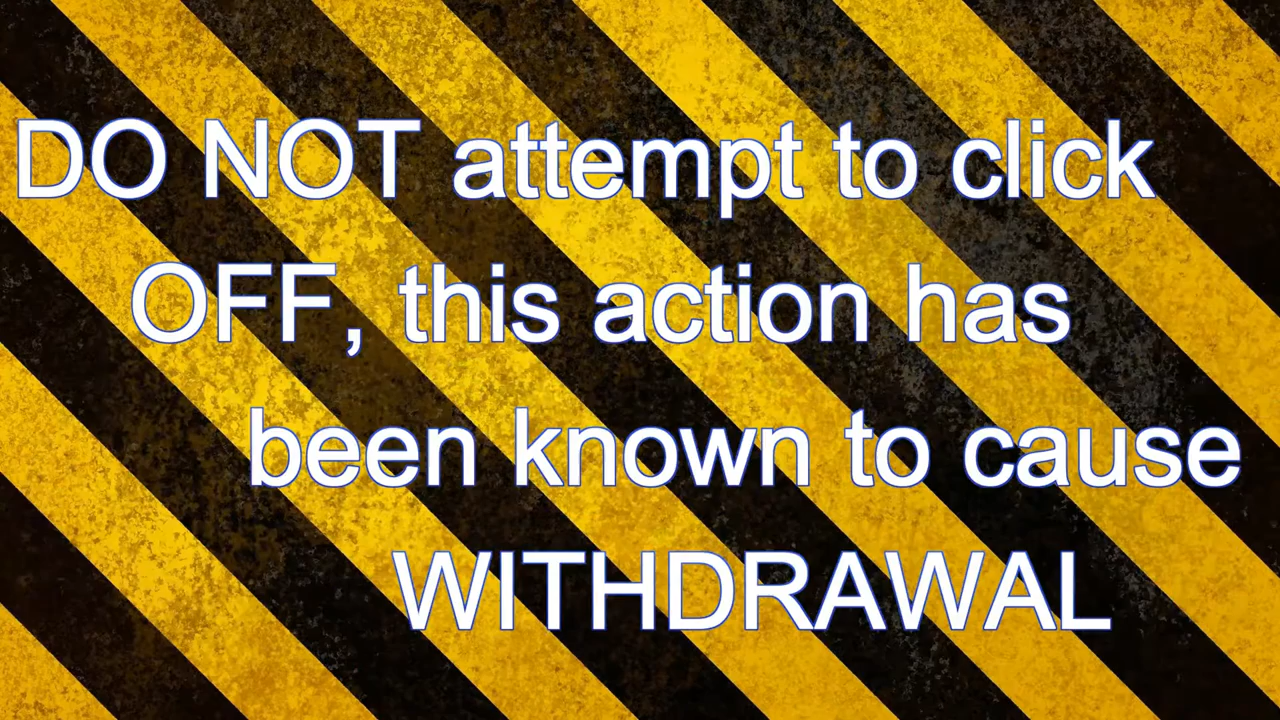 DO NOT attempt to click
OFF, this action has
been known to cause
WITHDRAWAL